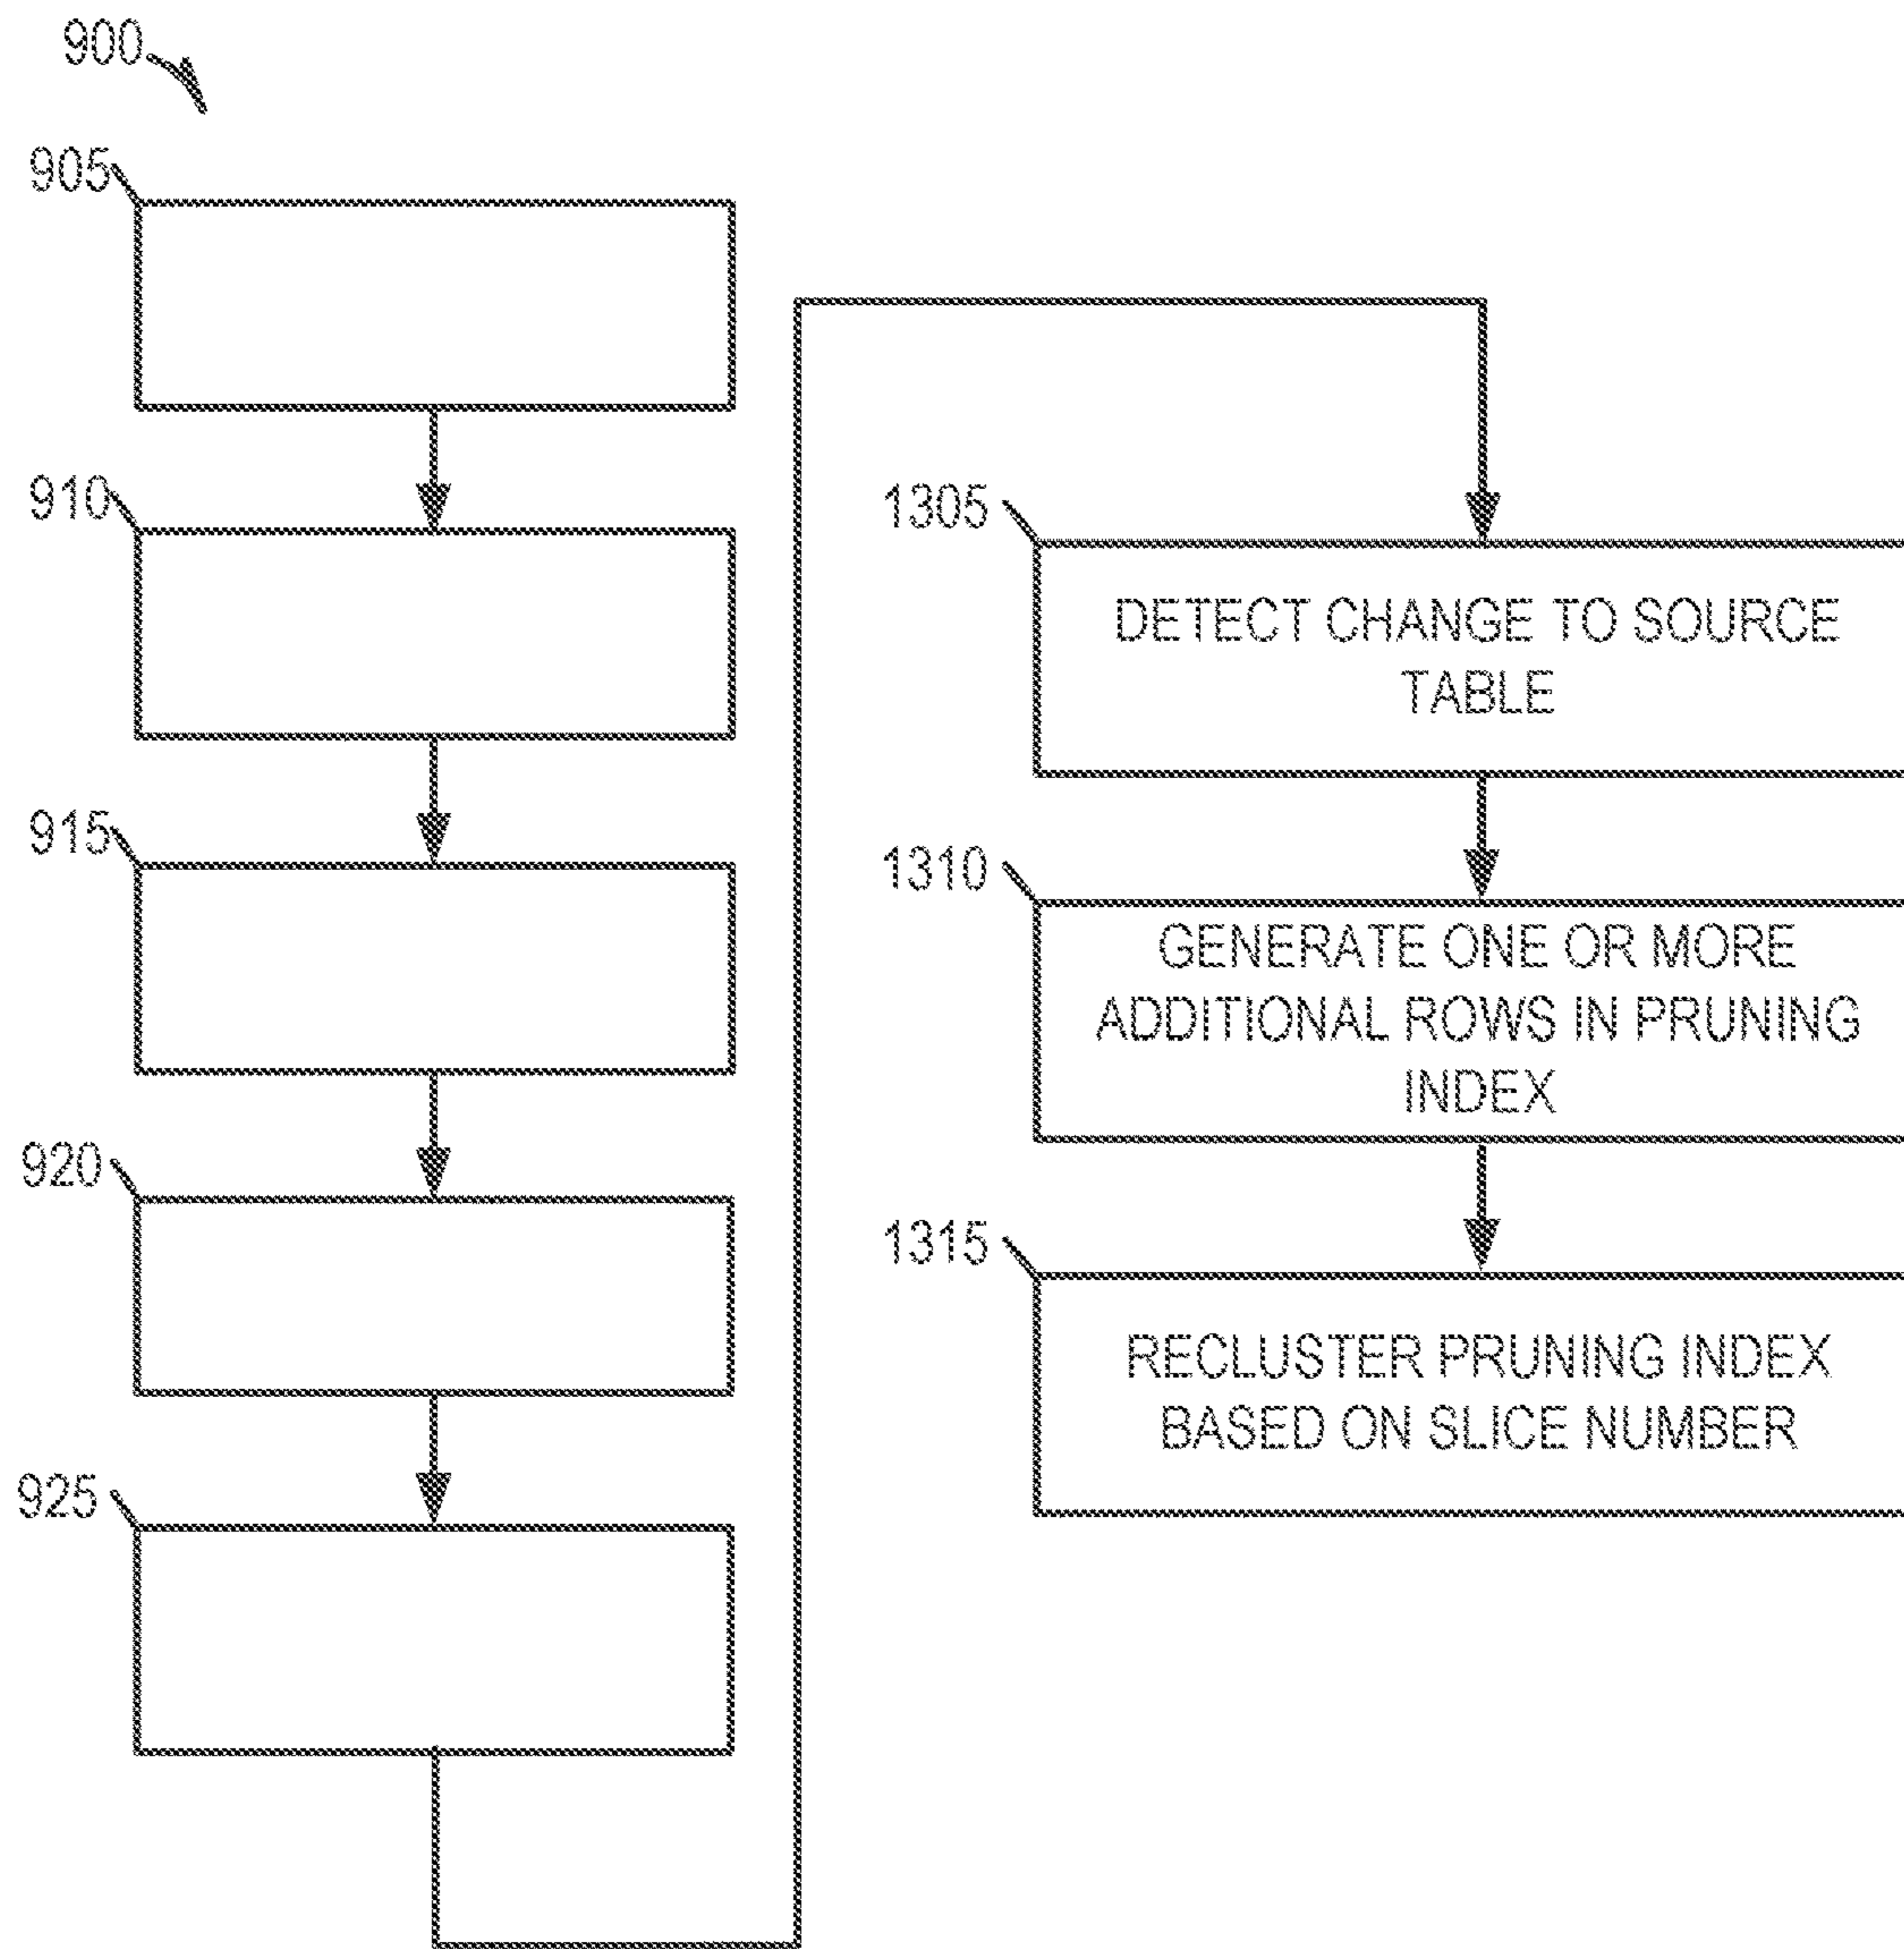 900
905
910
915
920
925
1305
DETECT CHANGE TO SOURCE
TABLE
1310
GENERATE ONE OR MORE
ADDITIONAL ROWS IN PRUNING
INDEX
1315
RECLUSTER PRUNING INDEX
BASED ON SLICE NUMBER